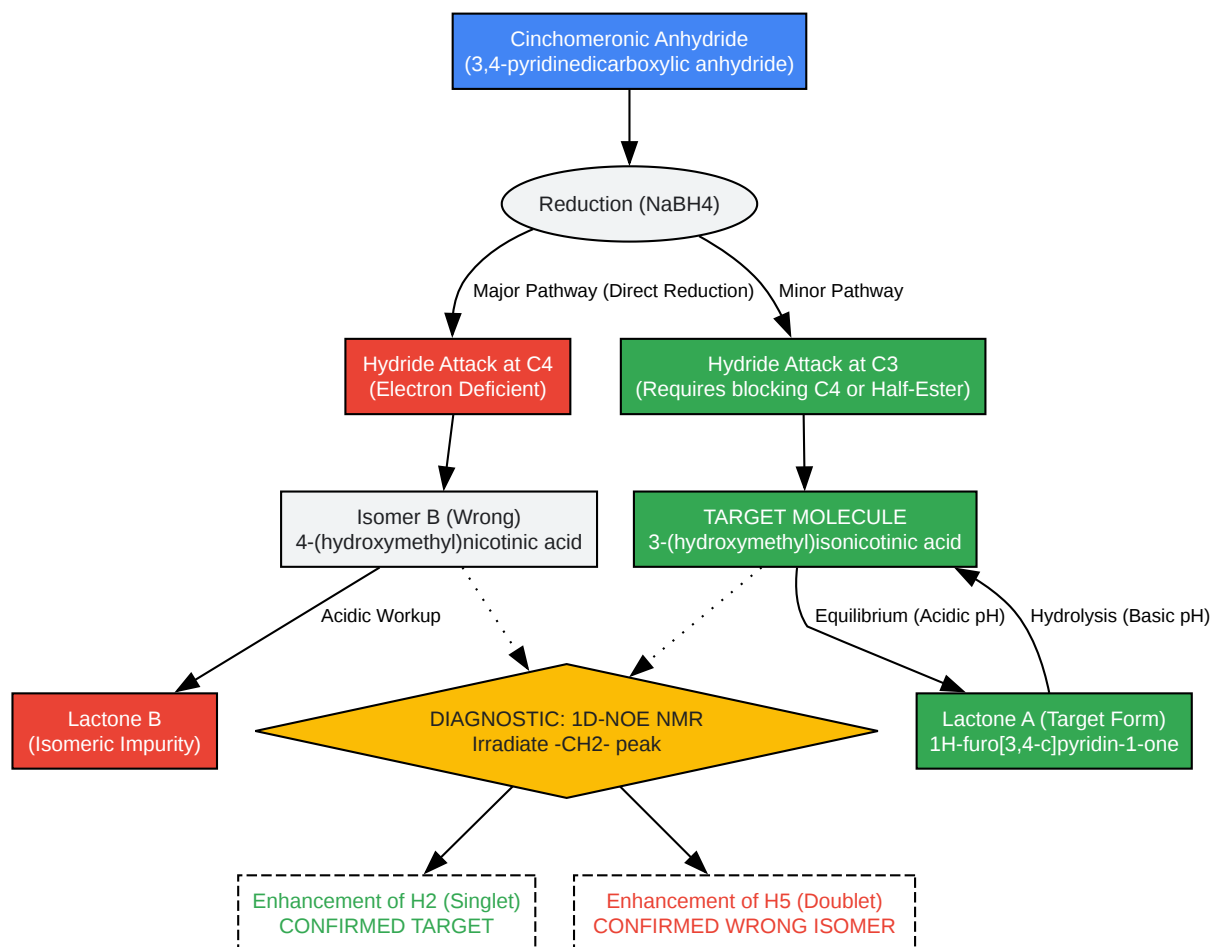 Cinchomeronic Anhydride
(3,4-pyridinedicarboxylic anhydride)
Reduction (NaBH4)
Major Pathway (Direct Reduction)
Minor Pathway
Hydride Attack at C4
(Electron Deficient)
Hydride Attack at C3
(Requires blocking C4 or Half-Ester)
Isomer B (Wrong)
4-(hydroxymethyl)nicotinic acid
TARGET MOLECULE
3-(hydroxymethyl)isonicotinic acid
Acidic Workup
Equilibrium (Acidic pH)
Hydrolysis (Basic pH)
Lactone B
(Isomeric Impurity)
DIAGNOSTIC: 1D-NOE NMR
Irradiate -CH2- peak
Lactone A (Target Form)
1H-furo[3,4-c]pyridin-1-one
Enhancement of H2 (Singlet)
CONFIRMED TARGET
Enhancement of H5 (Doublet)
CONFIRMED WRONG ISOMER